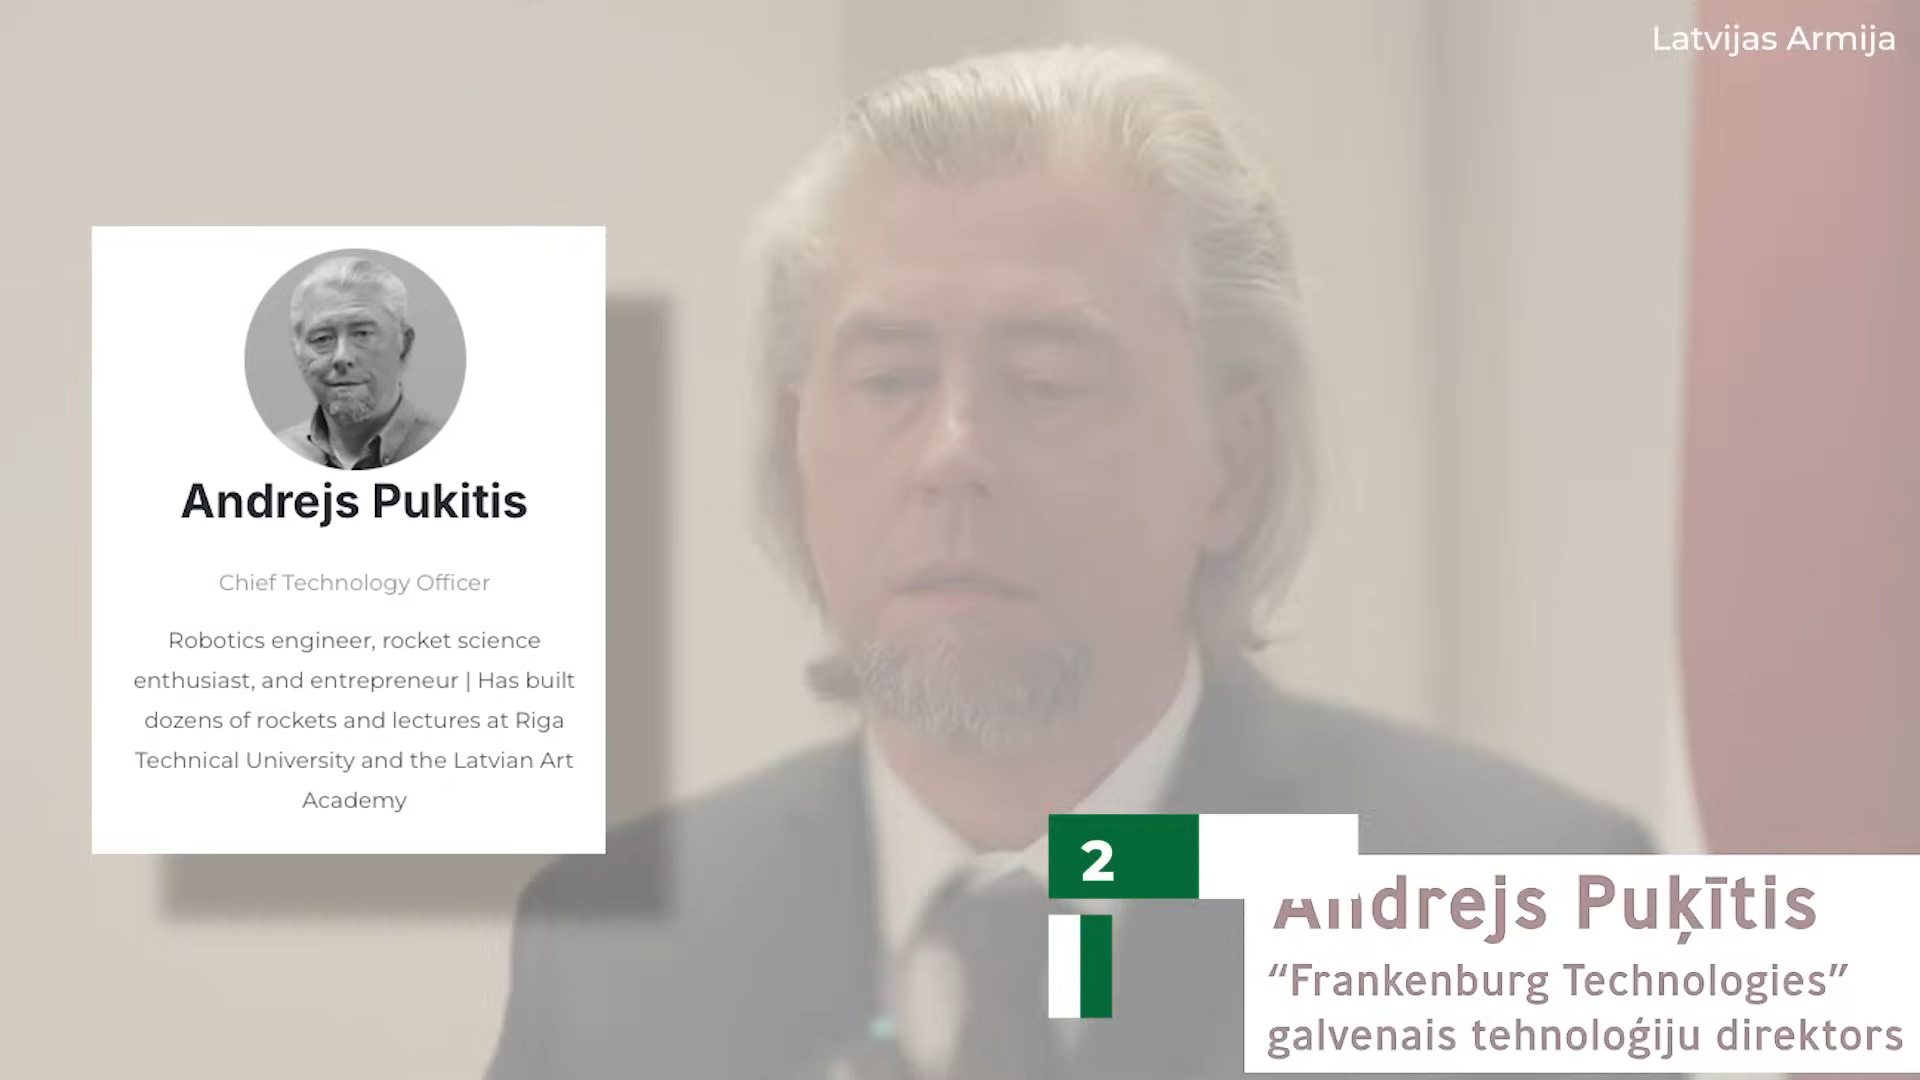 Latvijas Armija
Andrejs Pukitis
Chief Technology Officer
Robotics engineer, rocket science
enthusiast, and entrepreneur | Has built
dozens of rockets and lectures at Riga
Technical University and the Latvian Art
Academy
2
Andrejs Puķītis
“Frankenburg Technologies”
galvenais tehnoloģiju direktors